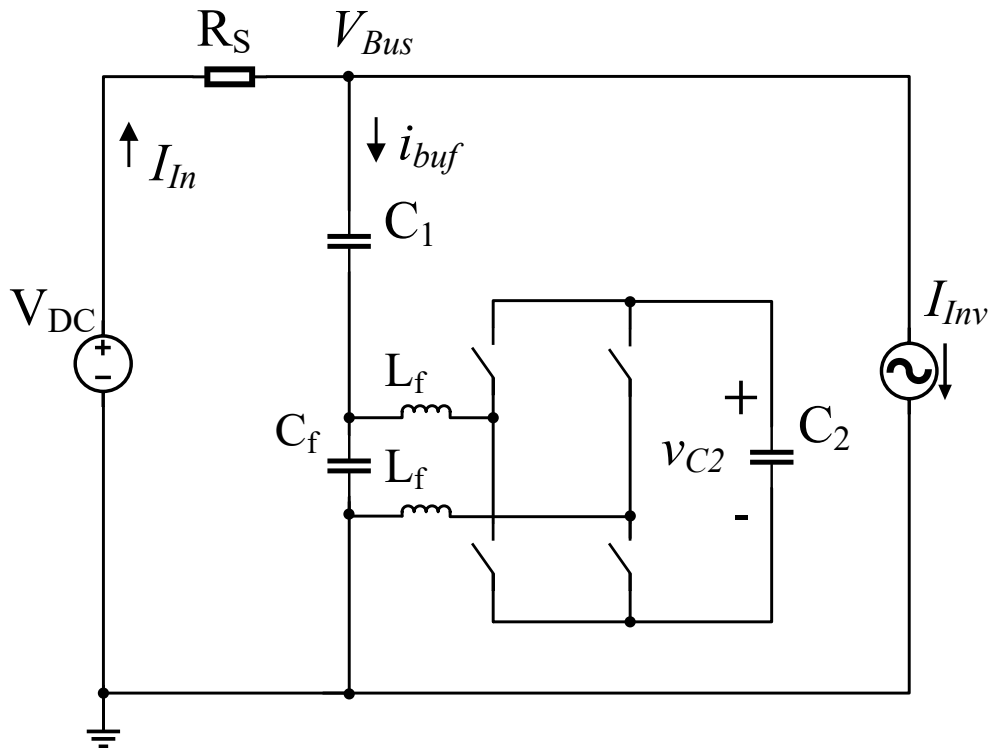 R_S
V_Bus
I_In
i_buf
C_1
V_DC
+
−
I_Inv
L_f
C_f
L_f
+
v_C2
C_2
-